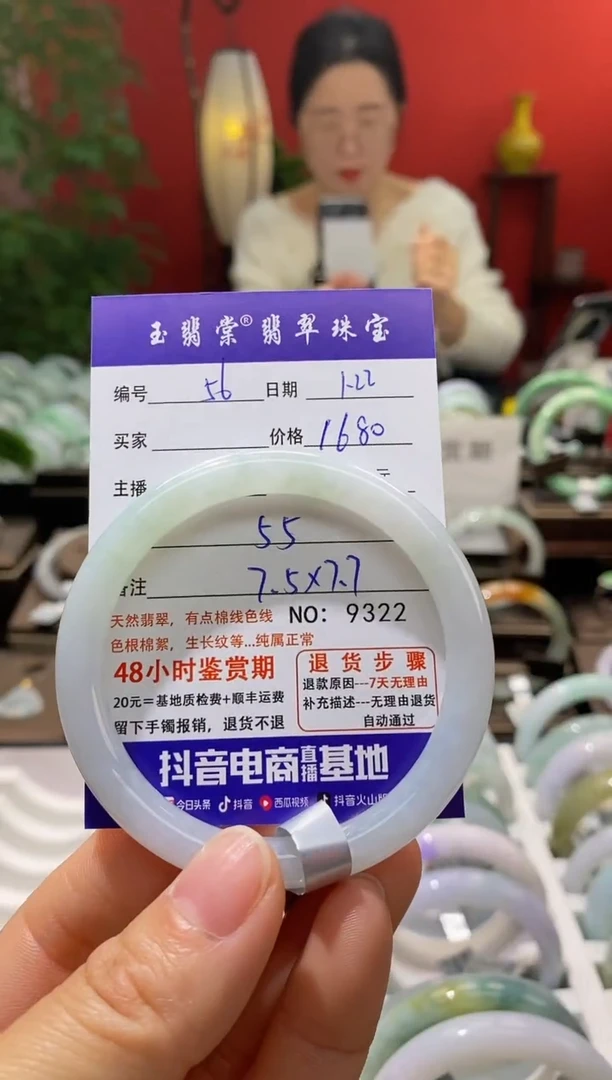 玉翡棠®翡翠珠宝
编号 56 日期 1-22
买家 价格 1680
主播 元
55
备注 7.5×7.7
天然翡翠，有点棉线色线 NO: 9322
色根棉絮，生长纹等...纯属正常
48小时鉴赏期
20元=基地质检费+顺丰运费
留下手镯报销，退货不退
退货步骤
退款原因---7天无理由
补充描述---无理由退货
自动通过
抖音电商直播基地
今日头条 抖音 西瓜视频 抖音火山版